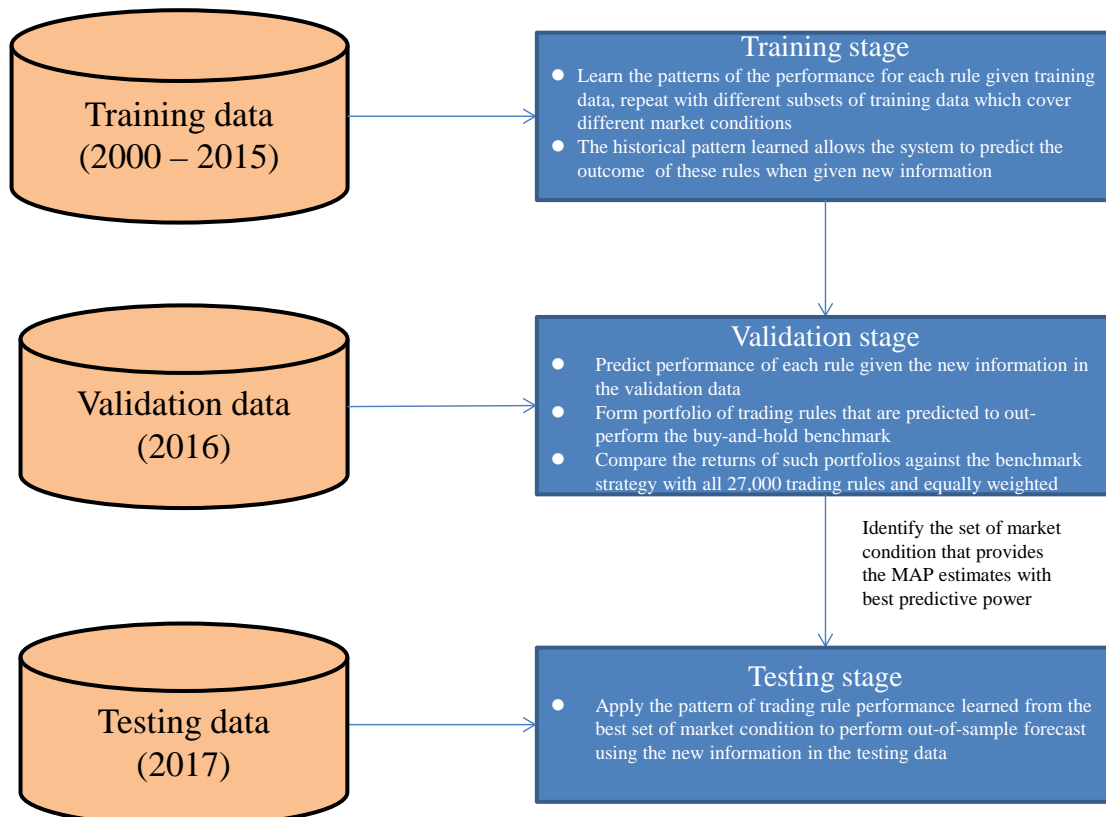 Training data
(2000 – 2015)
Training stage
● Learn the patterns of the performance for each rule given training
data, repeat with different subsets of training data which cover
different market conditions
● The historical pattern learned allows the system to predict the
outcome of these rules when given new information
Validation data
(2016)
Validation stage
● Predict performance of each rule given the new information in
the validation data
● Form portfolio of trading rules that are predicted to out-
perform the buy-and-hold benchmark
● Compare the returns of such portfolios against the benchmark
strategy with all 27,000 trading rules and equally weighted
Identify the set of market
condition that provides
the MAP estimates with
best predictive power
Testing data
(2017)
Testing stage
● Apply the pattern of trading rule performance learned from the
best set of market condition to perform out-of-sample forecast
using the new information in the testing data